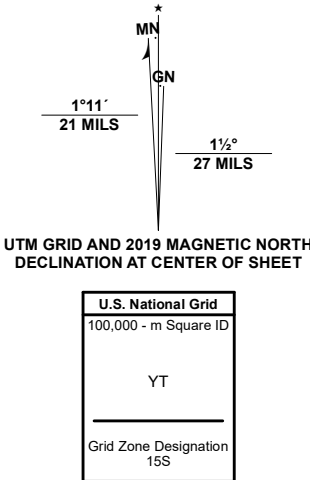 ★
MN
GN
1°11´
21 MILS
1½°
27 MILS
UTM GRID AND 2019 MAGNETIC NORTH
DECLINATION AT CENTER OF SHEET
U.S. National Grid
100,000 - m Square ID
YT
Grid Zone Designation
15S